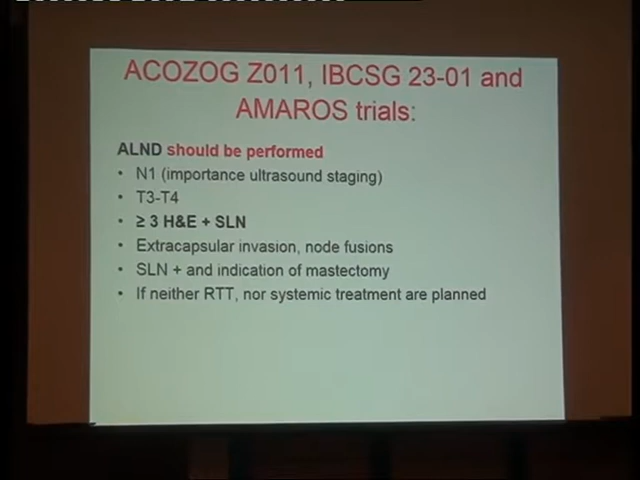 ACOZOG Z011, IBCSG 23-01 and
AMAROS trials:
ALND should be performed
• N1 (importance ultrasound staging)
• T3-T4
• ≥ 3 H&E + SLN
• Extracapsular invasion, node fusions
• SLN + and indication of mastectomy
• If neither RTT, nor systemic treatment are planned